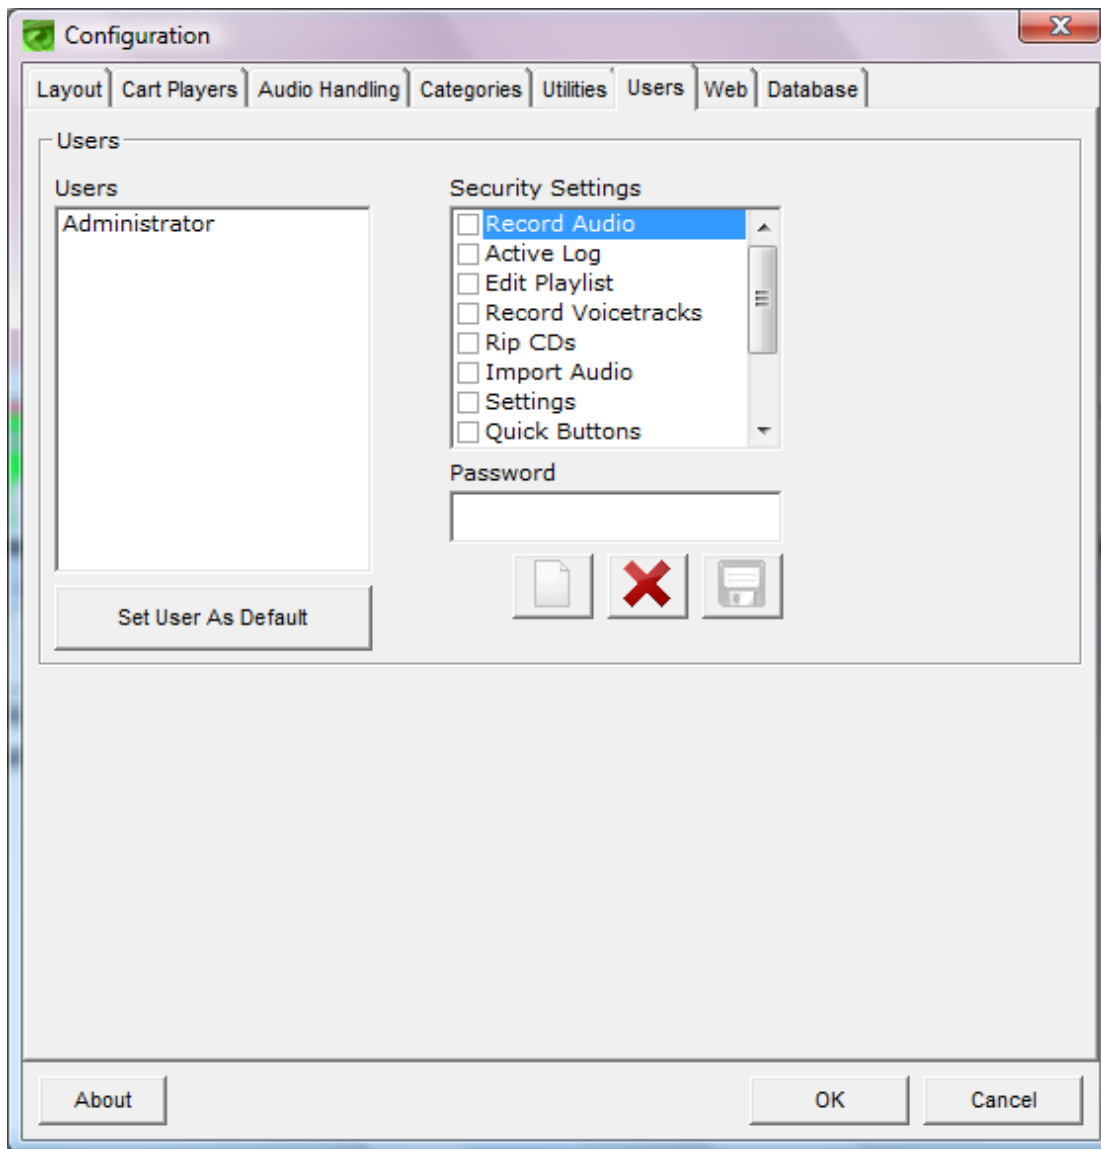 Configuration
Layout Cart Players Audio Handling Categories Utilities Users Web Database
Users
Users
Administrator
Set User As Default
Security Settings
Record Audio
Active Log
Edit Playlist
Record Voicetracks
Rip CDs
Import Audio
Settings
Quick Buttons
Password
About OK Cancel